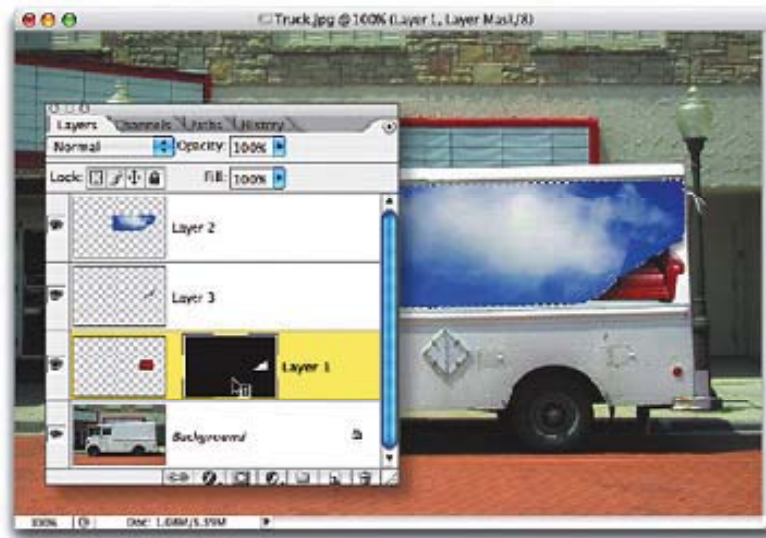 Truck.jpg @ 100% (Layer 1, Layer Mask/8)
Layers Channels Paths History
Normal Opacity: 100%
Lock: Fill: 100%
Layer 2
Layer 3
Layer 1
Background
100% Doc: 1.08M/5.39M